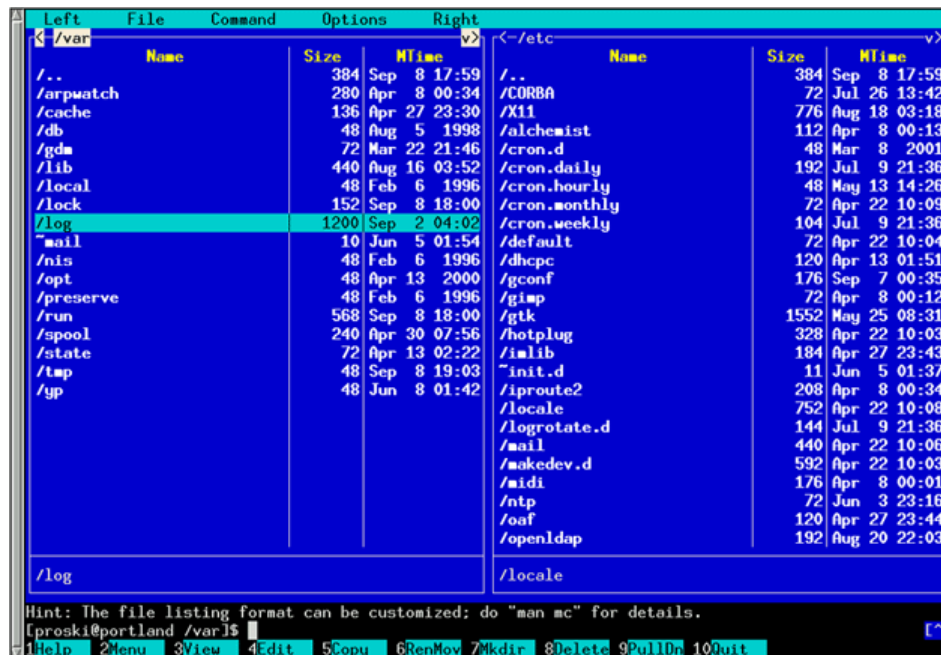 Left File Command Options Right
<-/var v> <-/etc v>
Name Size MTime Name Size MTime
/.. 384 Sep 8 17:59 /.. 384 Sep 8 17:59
/arpwatch 280 Apr 8 00:34 /CORBA 72 Jul 26 13:42
/cache 136 Apr 27 23:30 /X11 776 Aug 18 03:18
/db 48 Aug 5 1998 /alchemist 112 Apr 8 00:13
/gdm 72 Mar 22 21:46 /cron.d 48 Mar 8 2001
/lib 440 Aug 16 03:52 /cron.daily 192 Jul 9 21:36
/local 48 Feb 6 1996 /cron.hourly 48 May 13 14:26
/lock 152 Sep 8 18:00 /cron.monthly 72 Apr 22 10:09
/log 1200 Sep 2 04:02 /cron.weekly 104 Jul 9 21:36
~mail 10 Jun 5 01:54 /default 72 Apr 22 10:04
/nis 48 Feb 6 1996 /dhcpc 120 Apr 13 01:51
/opt 48 Apr 13 2000 /gconf 176 Sep 7 00:35
/preserve 48 Feb 6 1996 /gimp 72 Apr 8 00:12
/run 568 Sep 8 18:00 /gtk 1552 May 25 08:31
/spool 240 Apr 30 07:56 /hotplug 328 Apr 22 10:03
/state 72 Apr 13 02:22 /imlib 184 Apr 27 23:43
/tmp 48 Sep 8 19:03 ~init.d 11 Jun 5 01:37
/yp 48 Jun 8 01:42 /iproute2 208 Apr 8 00:34
/locale 752 Apr 22 10:08
/logrotate.d 144 Jul 9 21:36
/mail 440 Apr 22 10:06
/makedev.d 592 Apr 22 10:03
/midi 176 Apr 8 00:01
/ntp 72 Jun 3 23:16
/oaf 120 Apr 27 23:44
/openldap 192 Aug 20 22:03
/log /locale
Hint: The file listing format can be customized; do "man mc" for details.
[proski@portland /var]$ [^
1Help 2Menu 3View 4Edit 5Copy 6RenMov 7Mkdir 8Delete 9PullDn 10Quit